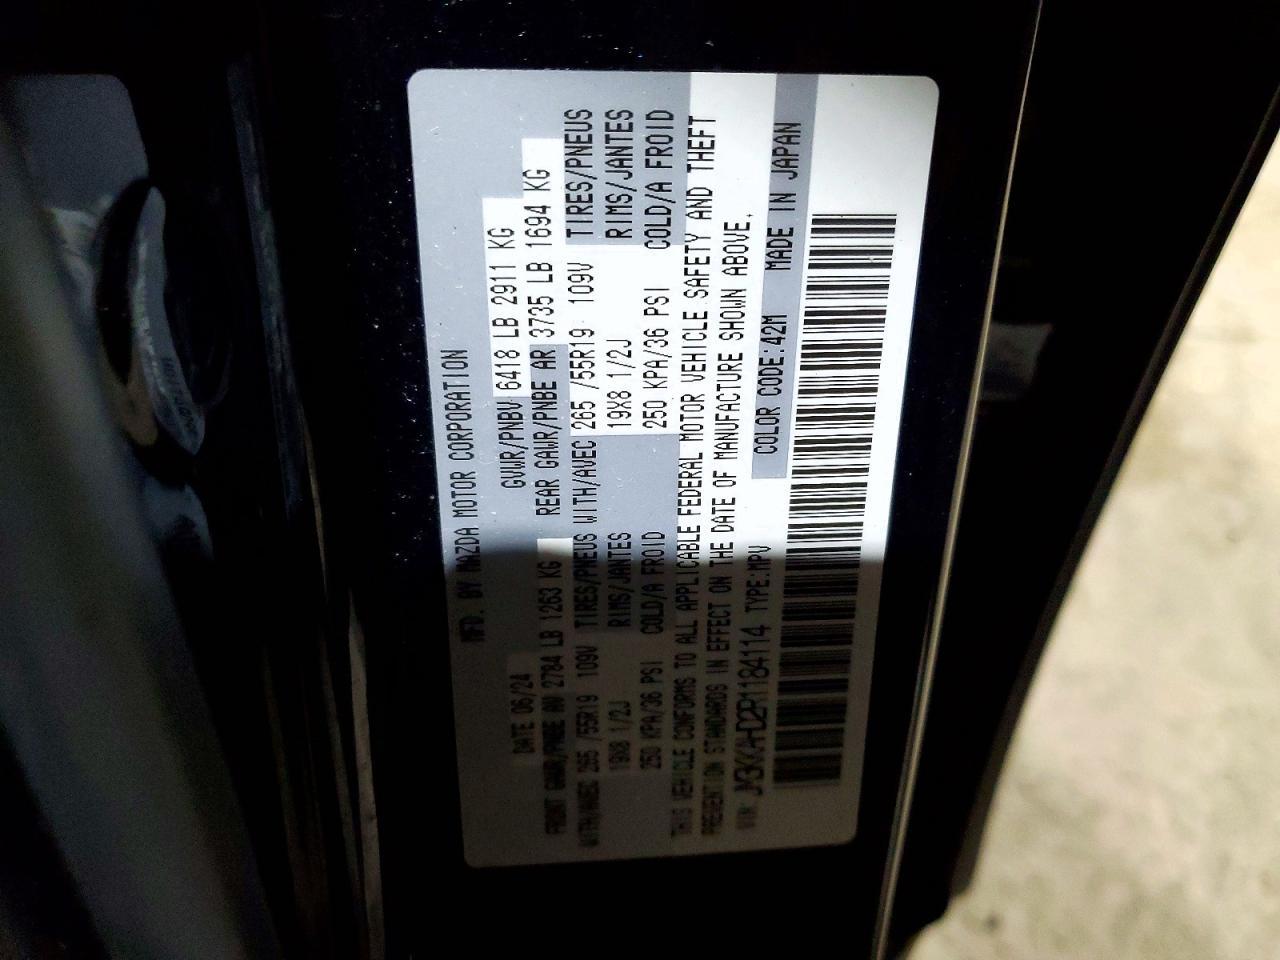 MFD. BY MAZDA MOTOR CORPORATION
DATE 06/24 GVWR/PNBV 6418 LB 2911 KG
FRONT GAWR/PNBE AV 2784 LB 1263 KG REAR GAWR/PNBE AR 3735 LB 1694 KG
WITH/AVEC 265 /55R19 109V TIRES/PNEUS WITH/AVEC 265 /55R19 109V TIRES/PNEUS
19X8 1/2J RIMS/JANTES 19X8 1/2J RIMS/JANTES
250 KPA/36 PSI COLD/A FROID 250 KPA/36 PSI COLD/A FROID
THIS VEHICLE CONFORMS TO ALL APPLICABLE FEDERAL MOTOR VEHICLE SAFETY AND THEFT
PREVENTION STANDARDS IN EFFECT ON THE DATE OF MANUFACTURE SHOWN ABOVE.
VIN: JM3KKAHD2R1184114 TYPE:MPV COLOR CODE:42M MADE IN JAPAN